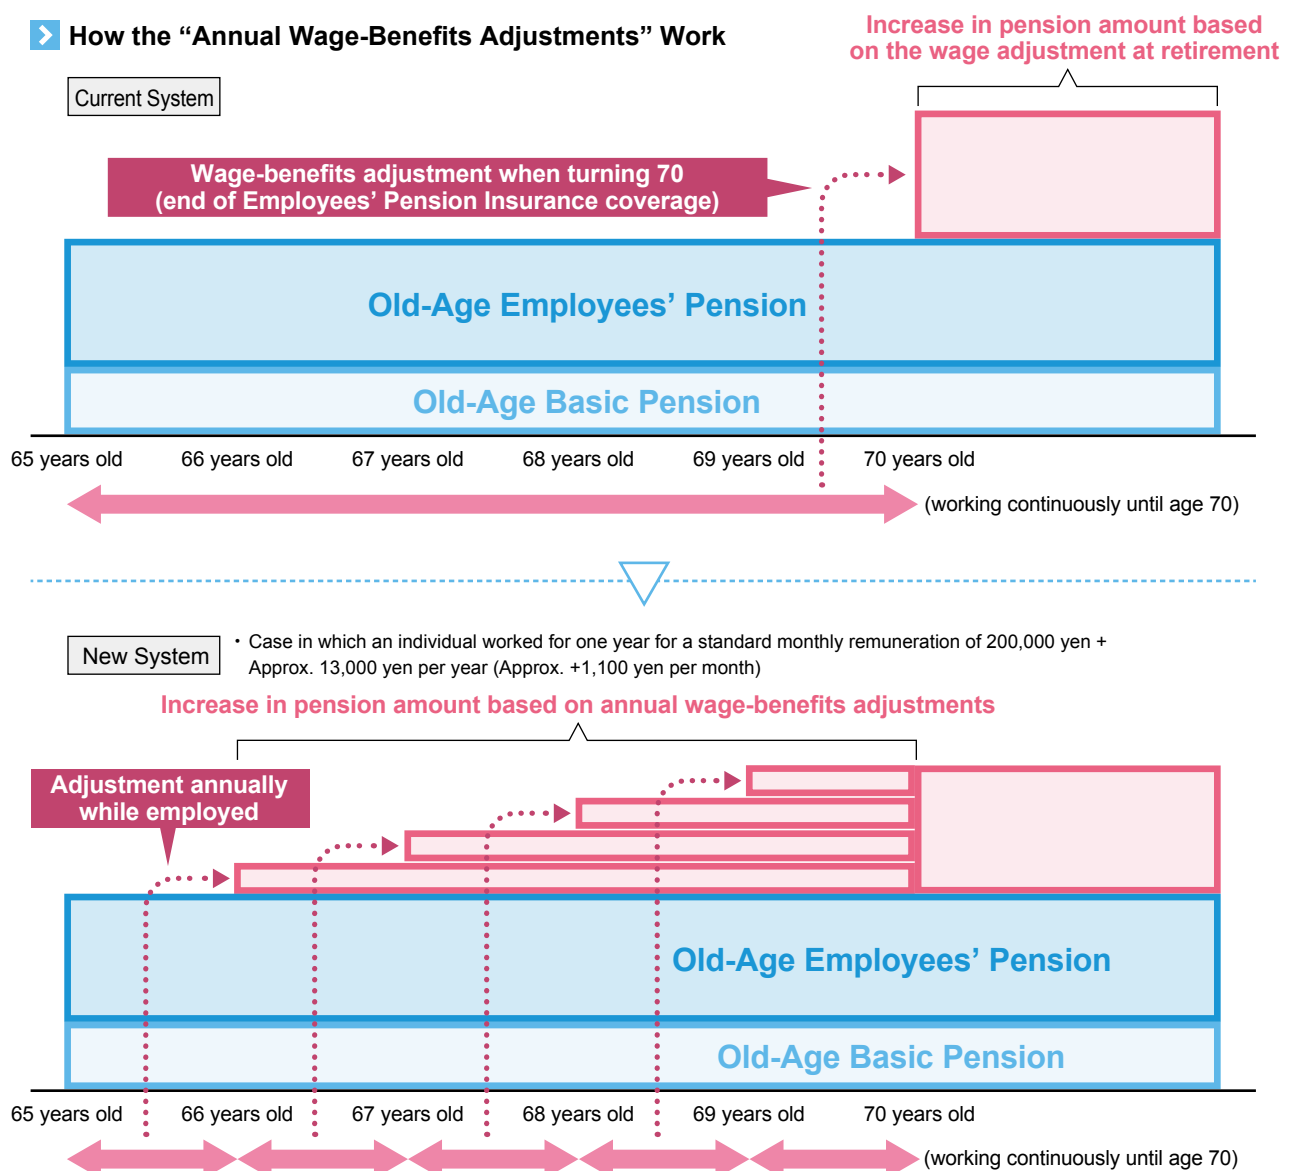 How the “Annual Wage-Benefits Adjustments” Work
Increase in pension amount based
on the wage adjustment at retirement
Current System
Wage-benefits adjustment when turning 70
(end of Employees’ Pension Insurance coverage)
Old-Age Employees’ Pension
Old-Age Basic Pension
65 years old 66 years old 67 years old 68 years old 69 years old 70 years old
(working continuously until age 70)
New System
・Case in which an individual worked for one year for a standard monthly remuneration of 200,000 yen +
Approx. 13,000 yen per year (Approx. +1,100 yen per month)
Increase in pension amount based on annual wage-benefits adjustments
Adjustment annually
while employed
Old-Age Employees’ Pension
Old-Age Basic Pension
65 years old 66 years old 67 years old 68 years old 69 years old 70 years old
(working continuously until age 70)